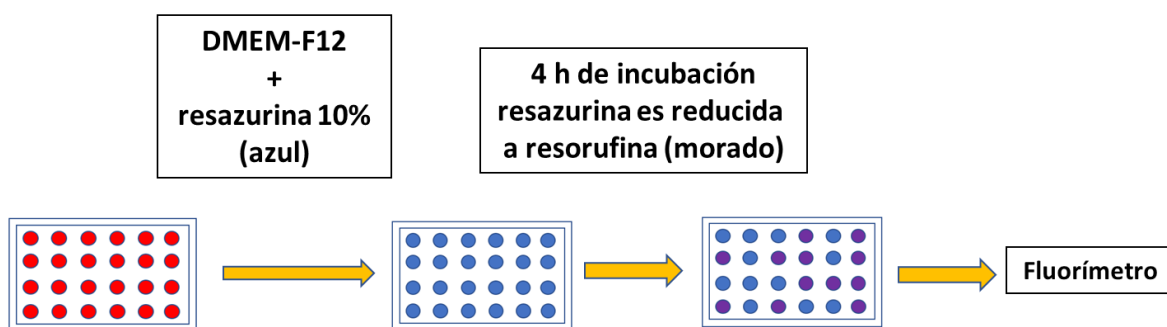 DMEM-F12
+
resazurina 10%
(azul)
4 h de incubación
resazurina es reducida
a resorufina (morado)
Fluorímetro